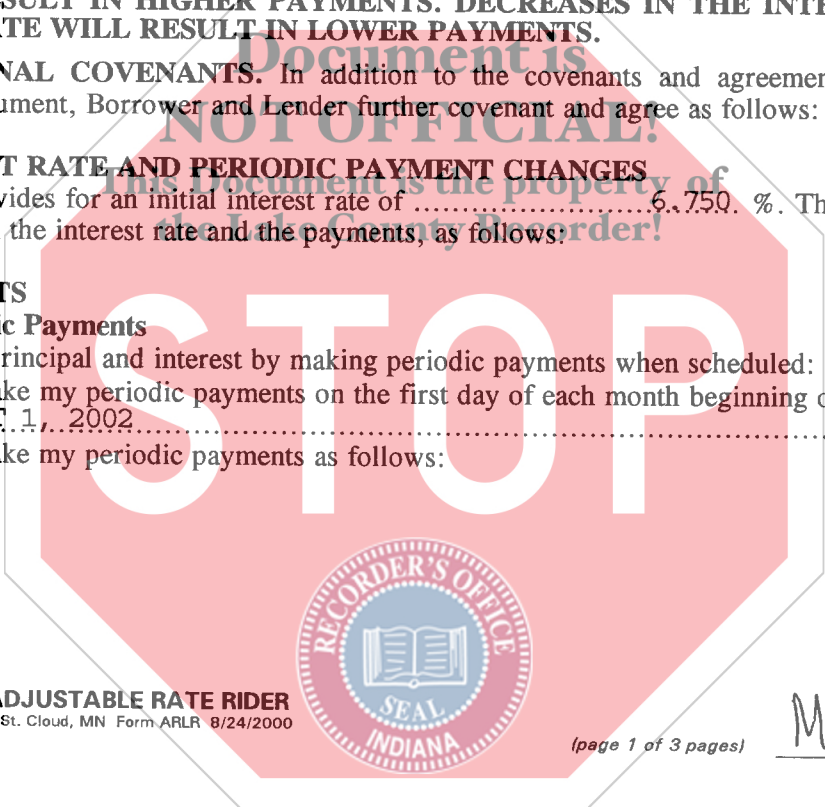 SULT IN HIGHER PAYMENTS. DECREASES IN THE INTE
TE WILL RESULT IN LOWER PAYMENTS.
Document is
NAL COVENANTS. In addition to the covenants and agreemen
ument, Borrower and Lender further covenant and agree as follows:
NOT OFFICIAL!
T RATE AND PERIODIC PAYMENT CHANGES
This Document is the property of
vides for an initial interest rate of ................................6.750. %. Th
the Lake County Recorder!
the interest rate and the payments, as follows:
TS
ic Payments
rincipal and interest by making periodic payments when scheduled:
ke my periodic payments on the first day of each month beginning o
1, 2002
ke my periodic payments as follows:
STOP
RECORDER'S OFFICE
SEAL
INDIANA
ADJUSTABLE RATE RIDER
St. Cloud, MN Form ARLR 8/24/2000
(page 1 of 3 pages)
M